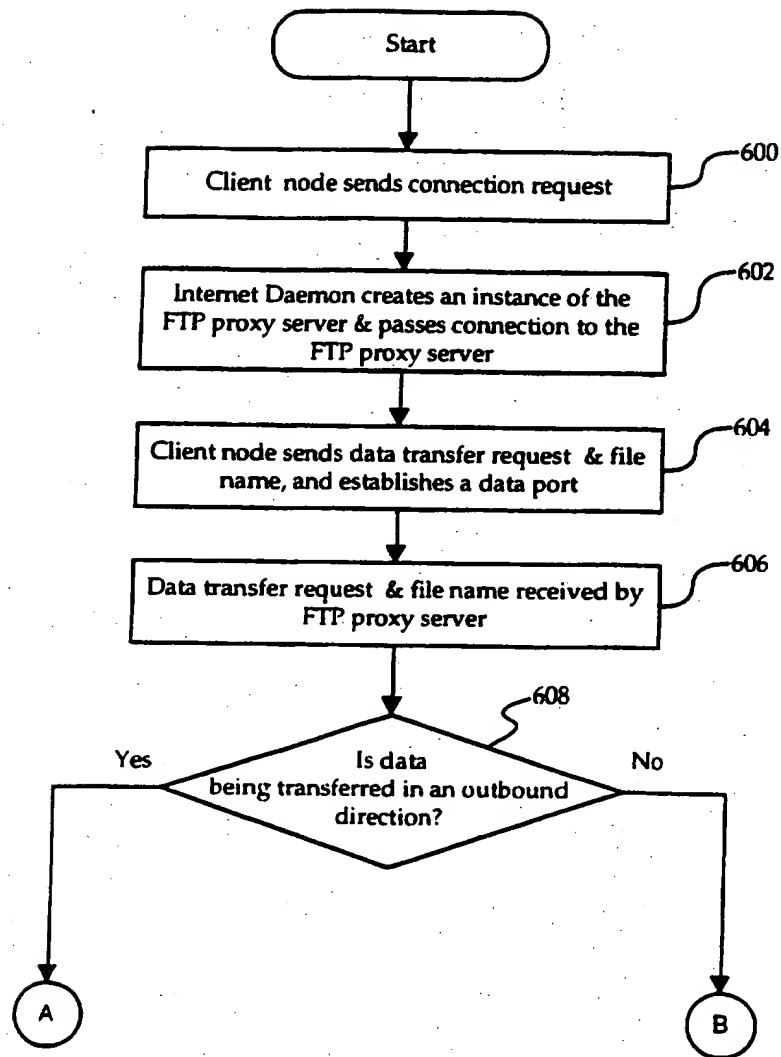 Start
600
Client node sends connection request
602
Internet Daemon creates an instance of the
FTP proxy server & passes connection to the
FTP proxy server
604
Client node sends data transfer request & file
name, and establishes a data port
606
Data transfer request & file name received by
FTP proxy server
608
Yes
Is data
being transferred in an outbound
direction?
No
A
B